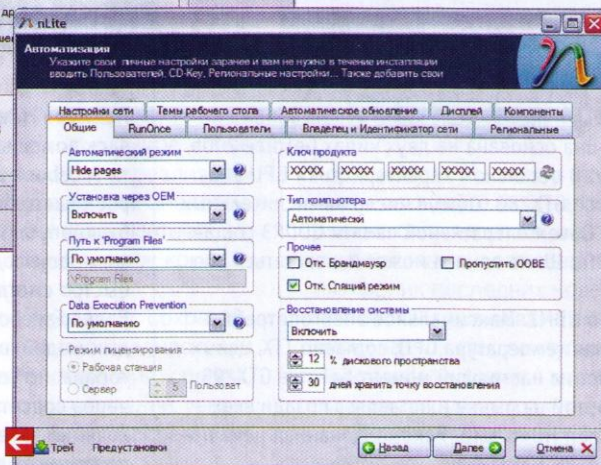 др
nLite
Автоматизация
Укажите свои личные настройки заранее и вам не нужно в течение инсталляции
вводить Пользователей, CD-Key, Региональные настройки... Также добавить свои
Настройки сети Темы рабочего стола Автоматическое обновление Дисплей Компоненты
Общие RunOnce Пользователи Владелец и Идентификатор сети Региональные
Автоматический режим
Hide pages
Ключ продукта
XXXXX XXXXX XXXXX XXXXX XXXXX
Установка через OEM
Включить
Тип компьютера
Автоматически
Путь к 'Program Files'
По умолчанию
\Program Files
Прочее
Отк. Брандмауэр Пропустить OOBE
Отк. Спящий режим
Data Execution Prevention
По умолчанию
Восстановление системы
Включить
12 % дискового пространства
30 дней хранить точку восстановления
Режим лицензирования
Рабочая станция
Сервер 5 Пользоват
Трей Предустановки Назад Далее Отмена